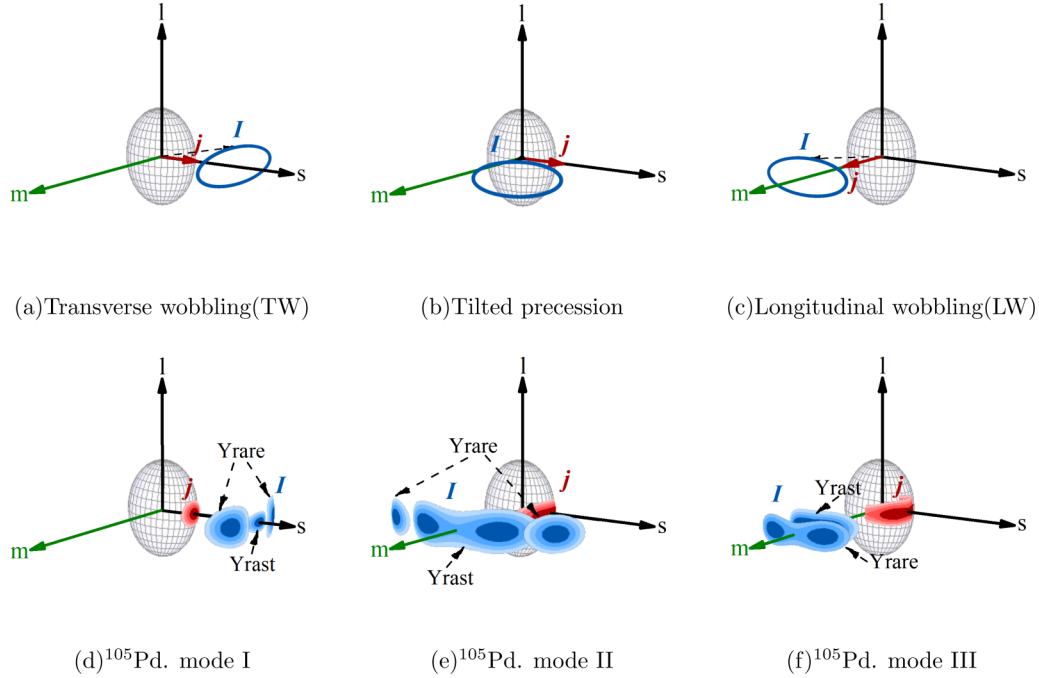 l
I
j
s
m
l
I
j
s
m
l
I
j
s
m
(a)Transverse wobbling(TW)
(b)Tilted precession
(c)Longitudinal wobbling(LW)
l
Yrare
j
I
s
m
Yrast
l
Yrare
I
j
s
m
Yrast
l
I
Yrast
j
s
m
Yrare
(d)¹⁰⁵Pd. mode I
(e)¹⁰⁵Pd. mode II
(f)¹⁰⁵Pd. mode III